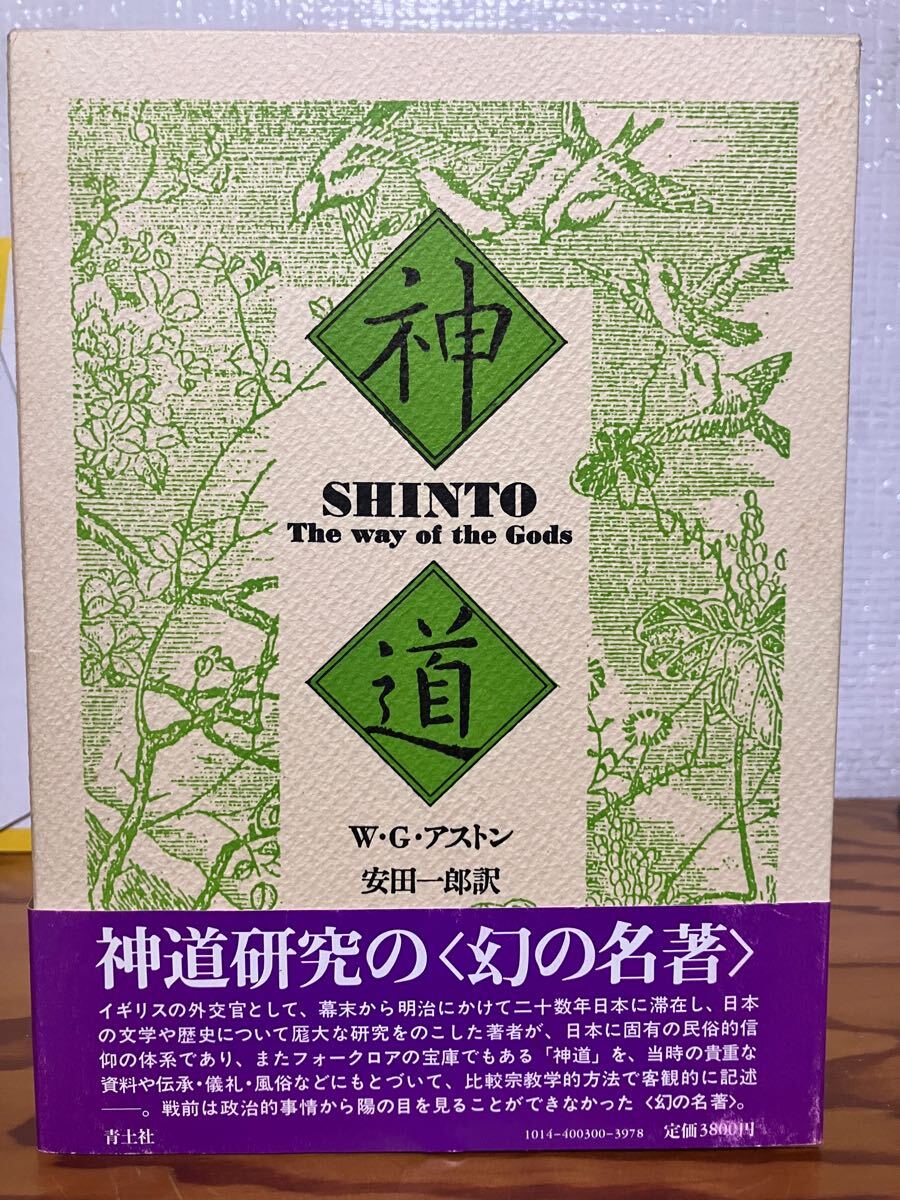 神
SHINTO
The way of the Gods
道
W・G・アストン
安田一郎訳
神道研究の〈幻の名著〉
イギリスの外交官として、幕末から明治にかけて二十数年日本に滞在し、日本
の文学や歴史について厖大な研究をのこした著者が、日本に固有の民俗的信
仰の体系であり、またフォークロアの宝庫でもある「神道」を、当時の貴重な
資料や伝承・儀礼・風俗などにもとづいて、比較宗教学的方法で客観的に記述
――。戦前は政治的事情から陽の目を見ることができなかった〈幻の名著〉。
青土社 1014-400300-3978 定価3800円